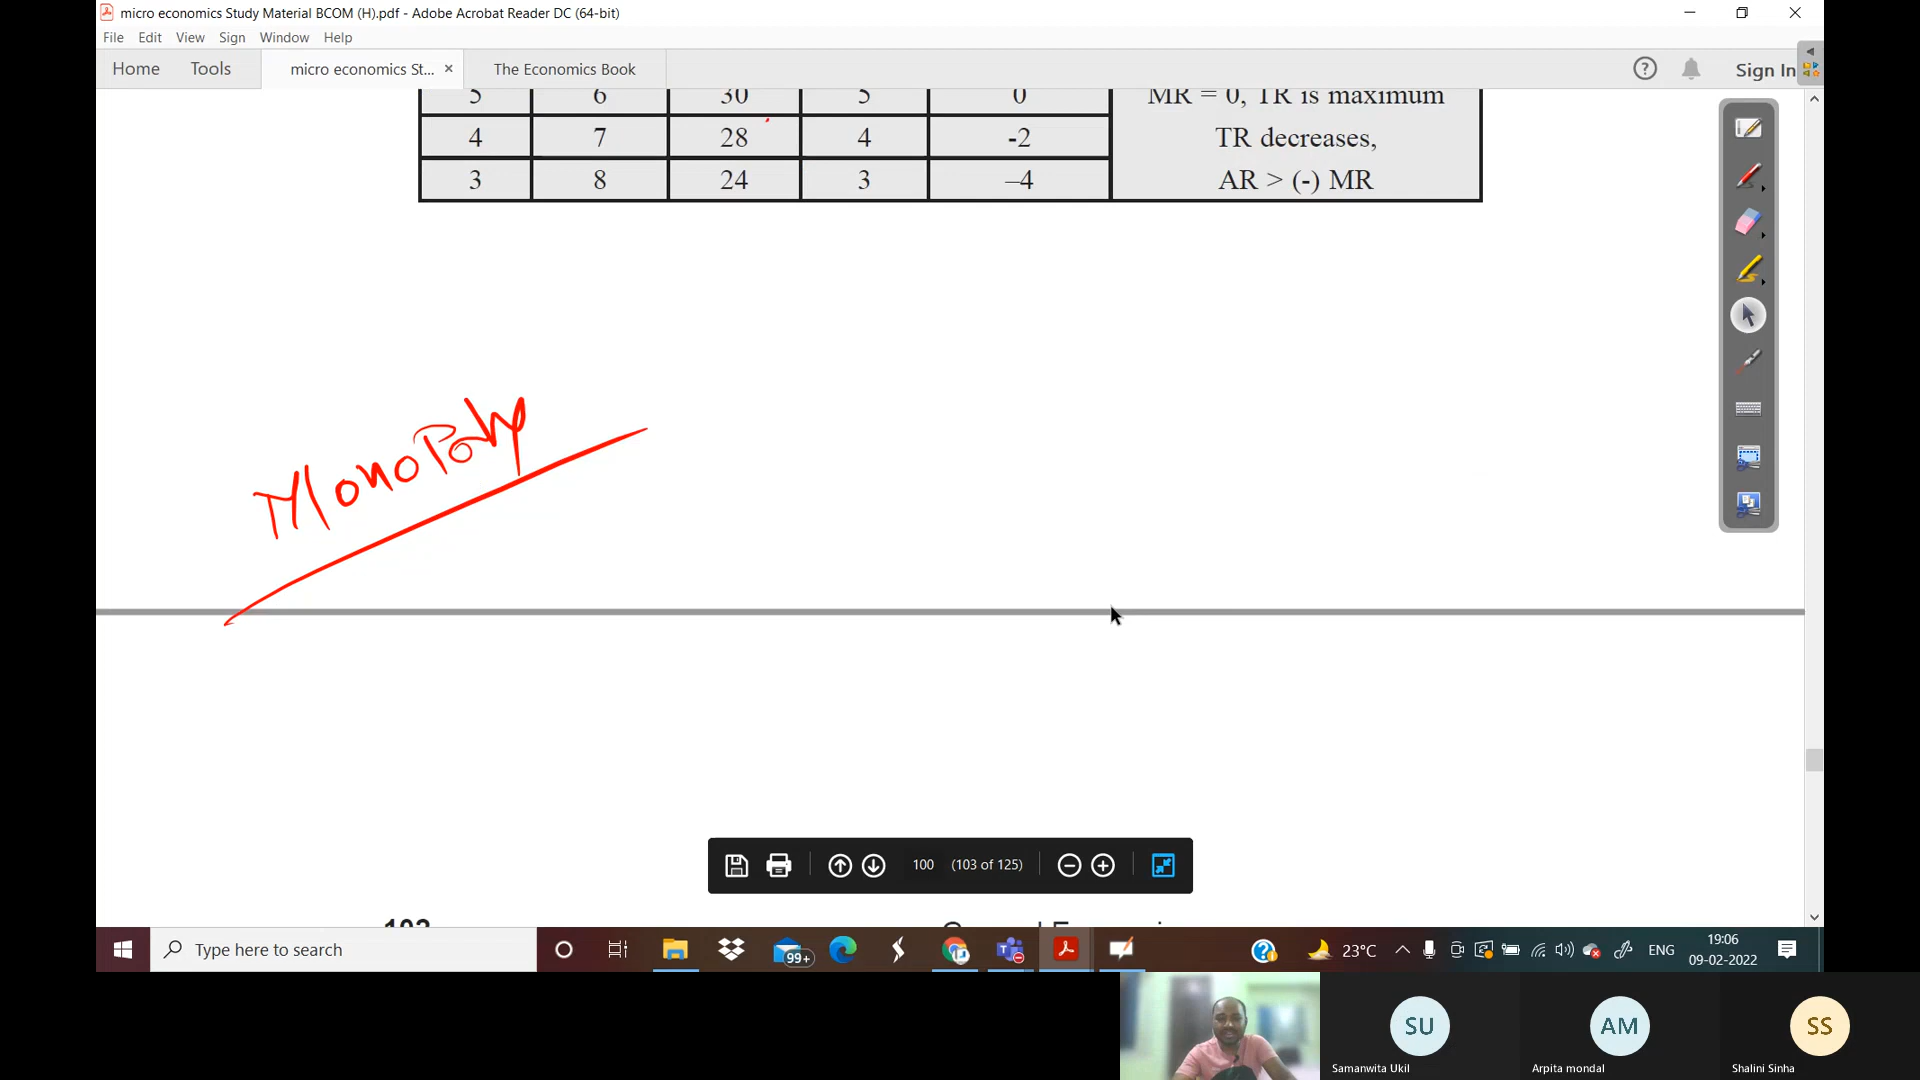 micro economics Study Material BCOM (H).pdf - Adobe Acrobat Reader DC (64-bit)
File Edit View Sign Window Help
Home Tools micro economics St... × The Economics Book Sign In
5 6 30 5 0 MR = 0, TR is maximum
4 7 28 4 -2 TR decreases,
3 8 24 3 –4 AR > (-) MR
MonoPoly
100 (103 of 125)
102
Type here to search
99+
23°C
ENG
19:06
09-02-2022
SU AM SS
Samanwita Ukil Arpita mondal Shalini Sinha